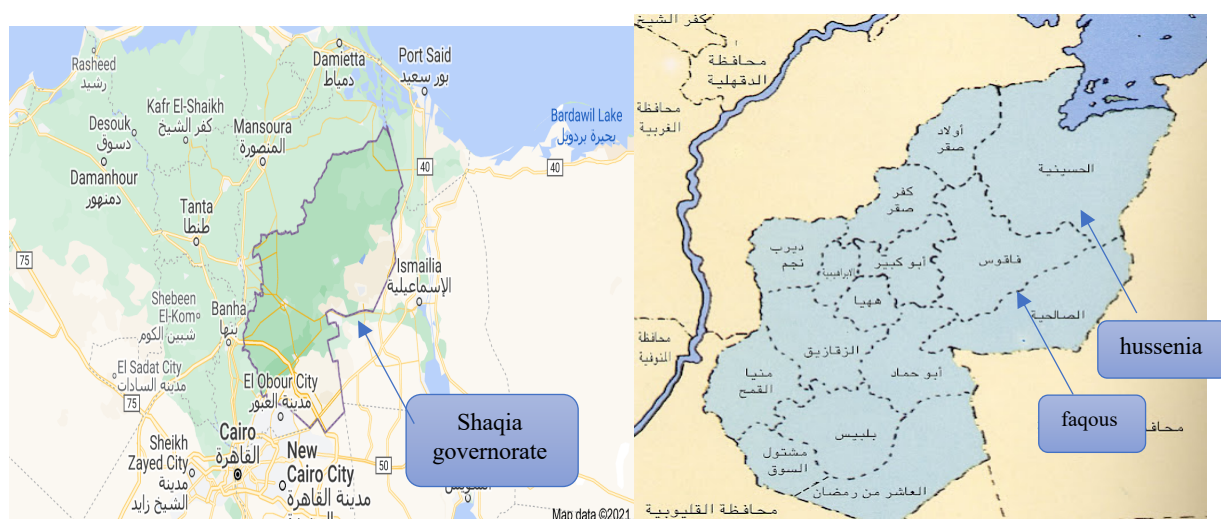 Rasheed
رشيد
Damietta
دمياط
Port Said
بور سعيد
Kafr El-Shaikh
كفر الشيخ
Desouk
دسوق
Mansoura
المنصورة
Bardawil Lake
بحيرة بردويل
40
40
Damanhour
دمنهور
Tanta
طنطا
75
Ismailia
الإسماعيلية
Shebeen
El-Kom
شبين الكوم
Banha
بنها
El Sadat City
مدينة السادات
75
El Obour City
مدينة العبور
Cairo
القاهرة
Sheikh
Zayed City
مدينة
الشيخ زايد
New
Cairo City
مدينة القاهرة
50
السويس
Shaqia
governorate
Map data ©2021
كفر الشيخ
محافظة
الدقهلية
محافظة
الغربية
أولاد
صقر
الحسينية
كفر
صقر
ديرب
نجم
الإبراهيمية
أبو كبير
فاقوس
ههيا
الصالحية
محافظة
المنوفية
الزقازيق
منيا
القمح
أبو حماد
بلبيس
مشتول
السوق
العاشر من رمضان
محافظة القليوبية
محافظ
hussenia
faqous